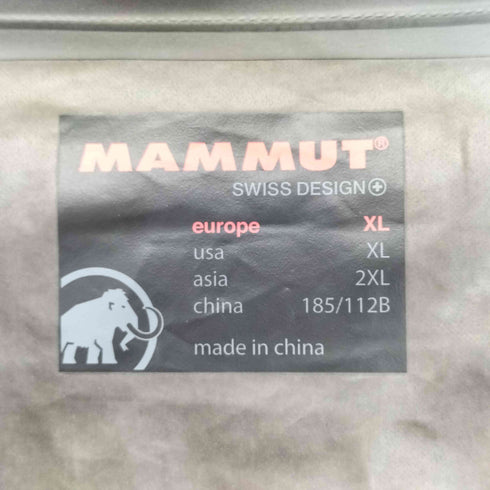 MAMMUT®
SWISS DESIGN
europe XL
usa XL
asia 2XL
china 185/112B
made in china